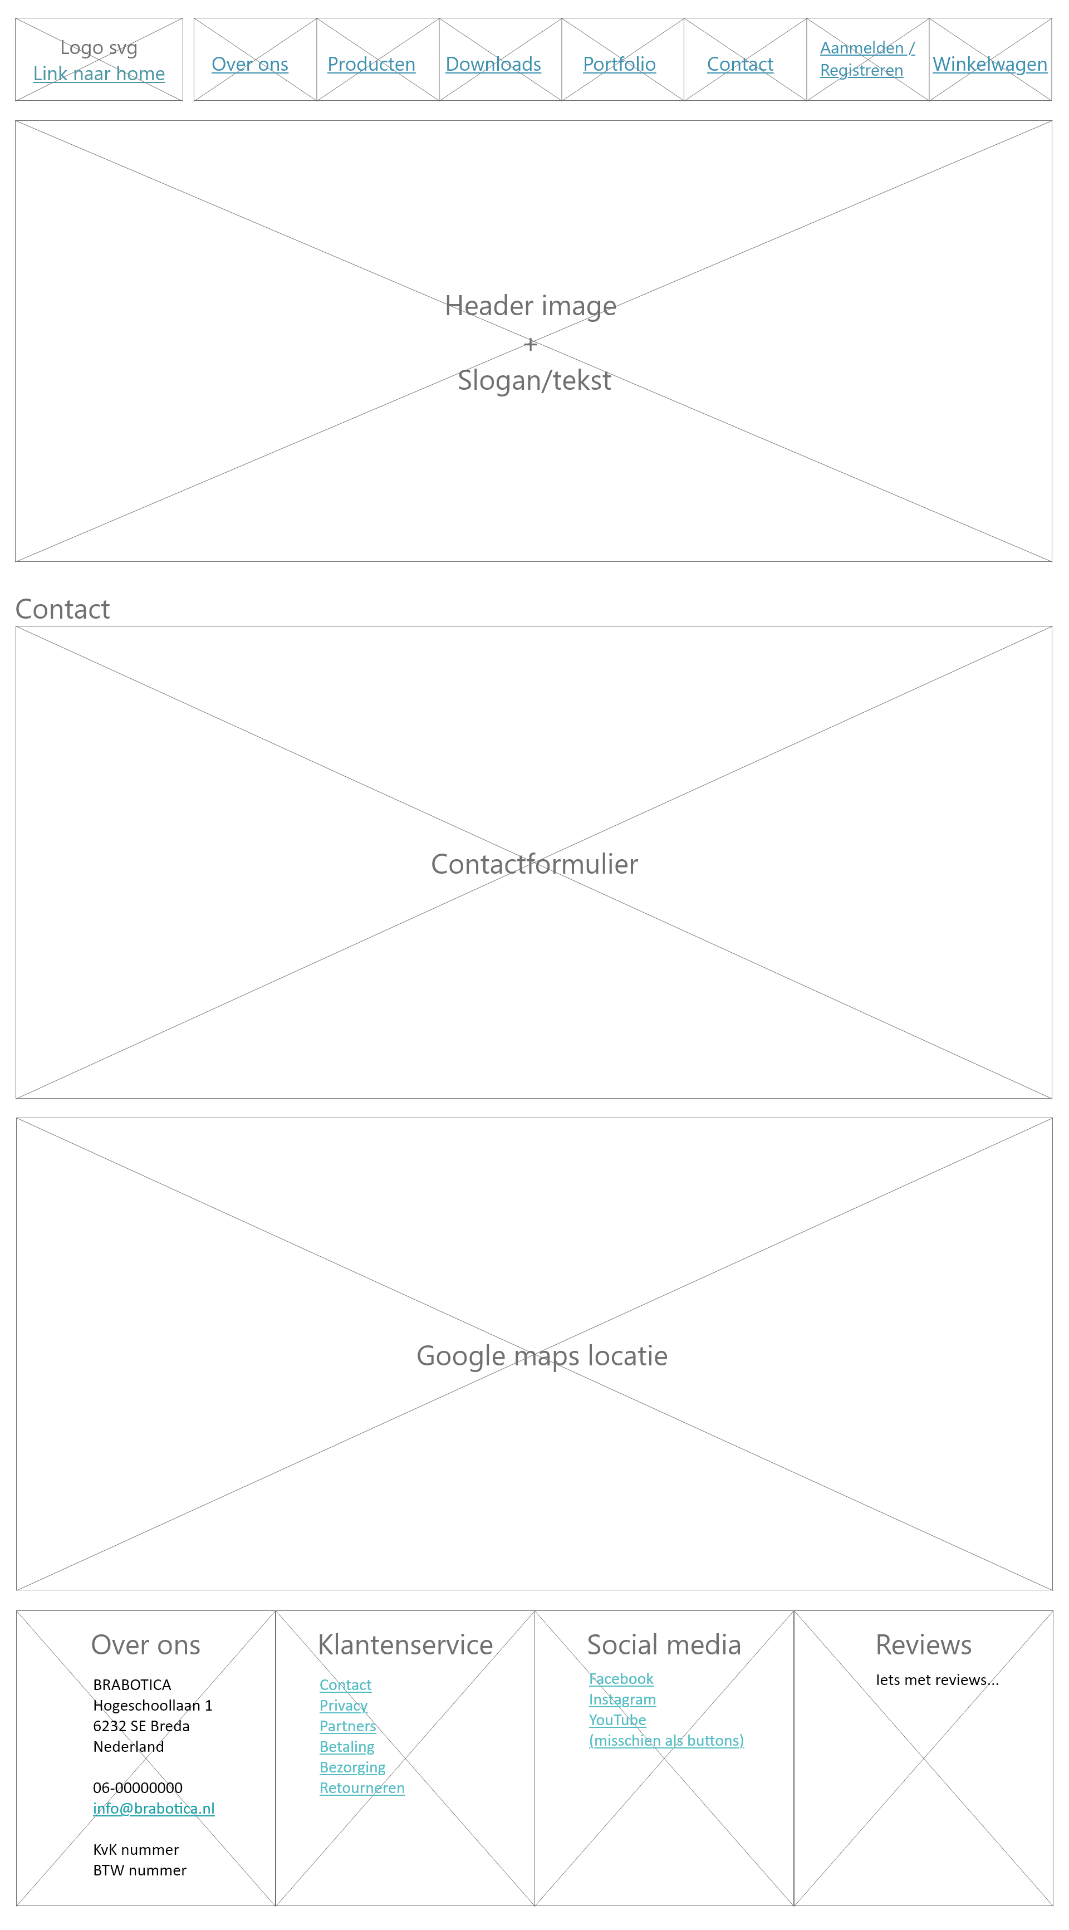 Logo svg
Link naar home
Over ons
Producten
Downloads
Portfolio
Contact
Aanmelden /
Registreren
Winkelwagen
Header image
+
Slogan/tekst
Contact
Contactformulier
Google maps locatie
Over ons
BRABOTICA
Hogeschoollaan 1
6232 SE Breda
Nederland
06-00000000
info@brabotica.nl
KvK nummer
BTW nummer
Klantenservice
Contact
Privacy
Partners
Betaling
Bezorging
Retourneren
Social media
Facebook
Instagram
YouTube
(misschien als buttons)
Reviews
Iets met reviews...